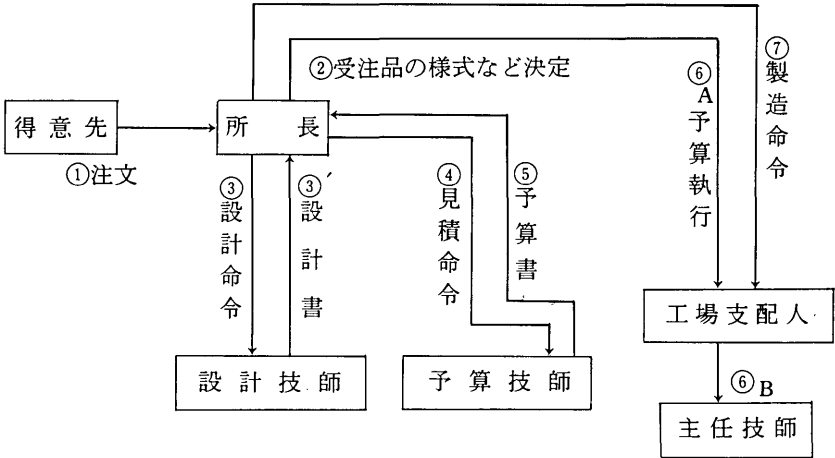 ②受注品の様式など決定
⑦製造命令
⑥A予算執行
得意先
所長
①注文
③設計命令
③′設計書
④見積命令
⑤予算書
工場支配人
設計技師
予算技師
⑥B
主任技師